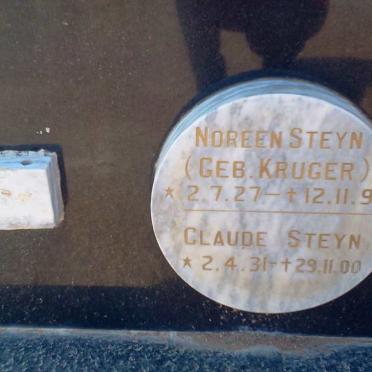 NOREEN STEYN
(GEB. KRUGER)
★ 2.7.27 — † 12.11.9
CLAUDE STEYN
★ 2.4.31 - † 29.11.00